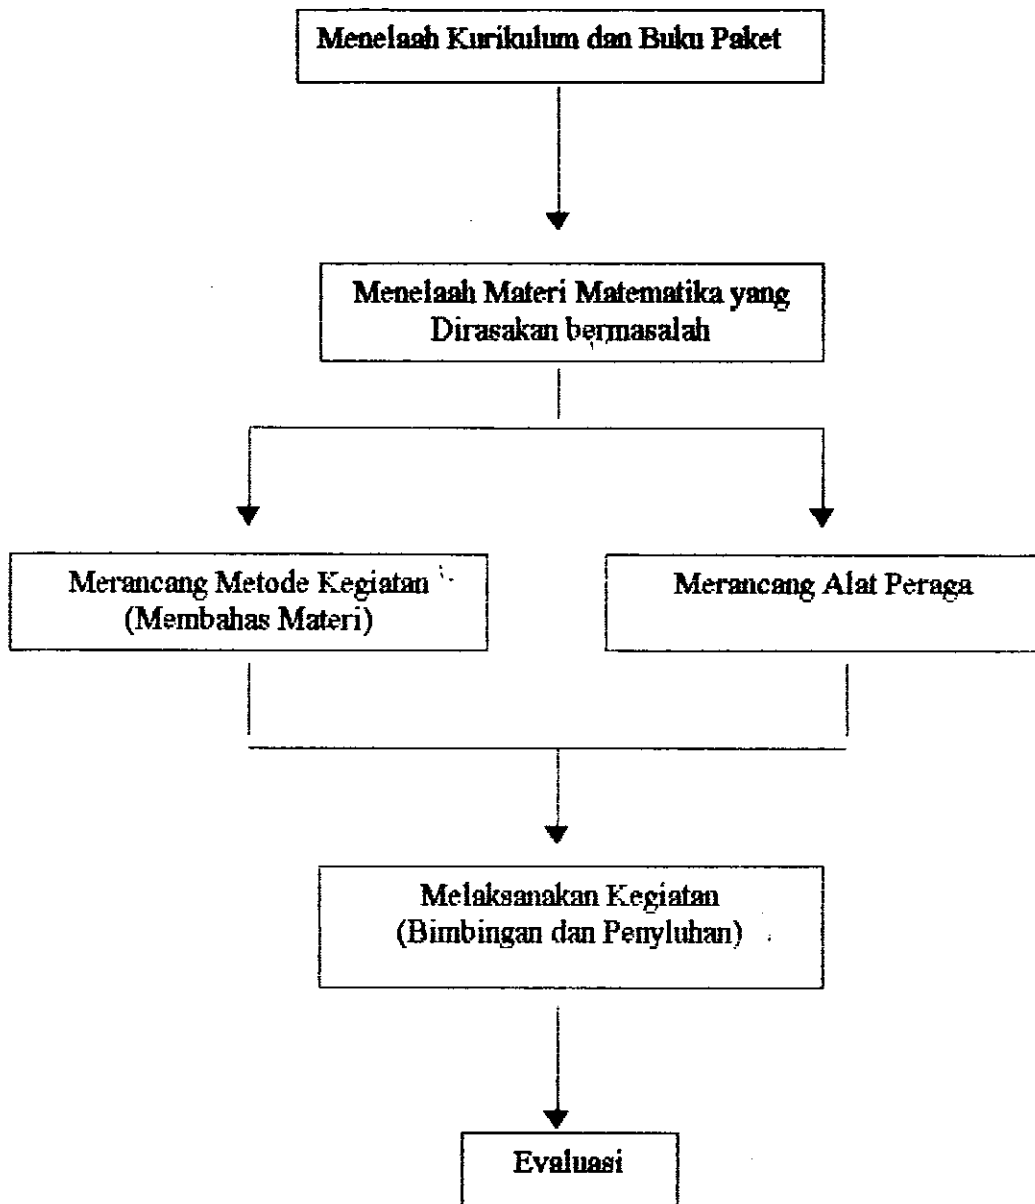 Menelaah Kurikulum dan Buku Paket
Menelaah Materi Matematika yang
Dirasakan bermasalah
Merancang Metode Kegiatan
(Membahas Materi)
Merancang Alat Peraga
Melaksanakan Kegiatan
(Bimbingan dan Penyluhan)
Evaluasi